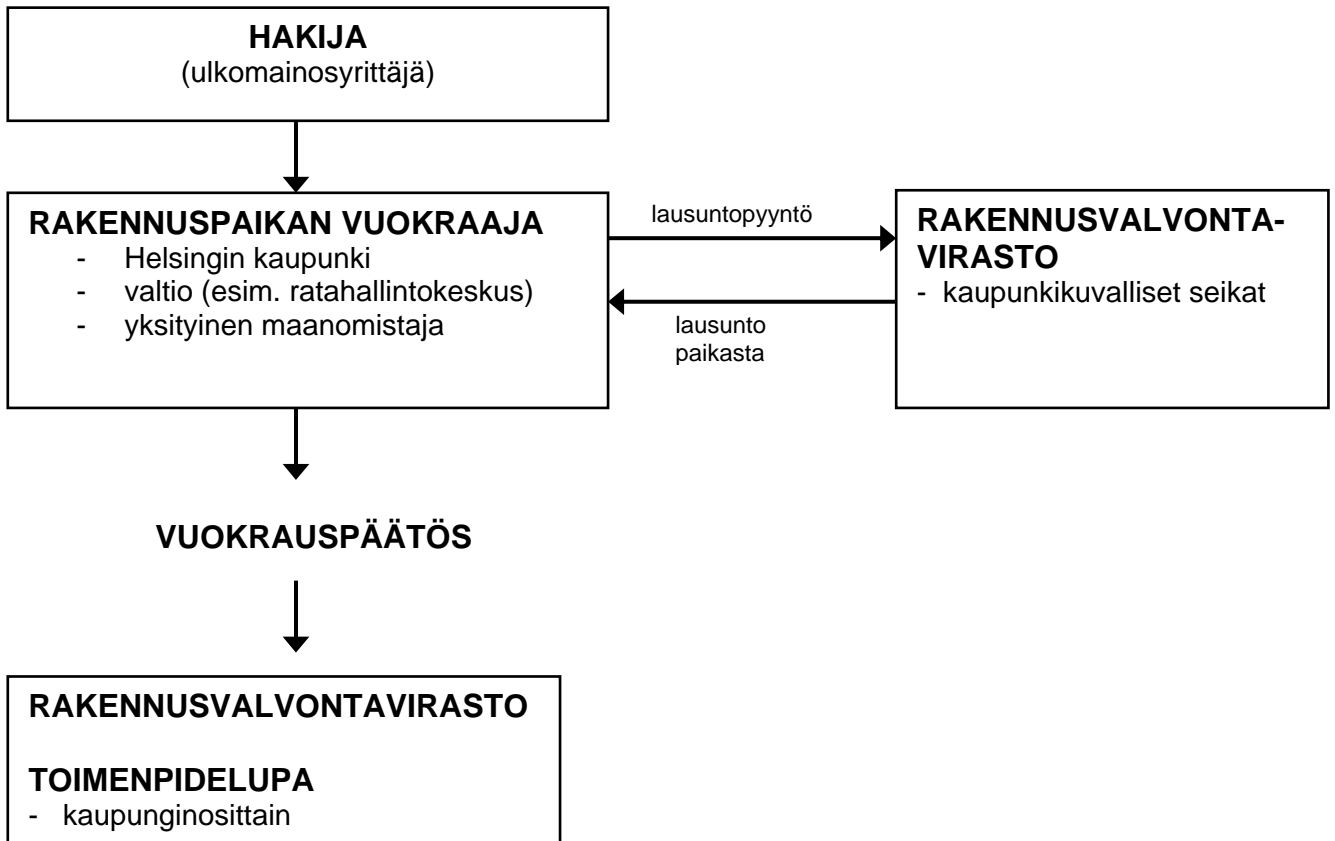 HAKIJA
(ulkomainosyrittäjä)
RAKENNUSPAIKAN VUOKRAAJA
- Helsingin kaupunki
- valtio (esim. ratahallintokeskus)
- yksityinen maanomistaja
lausuntopyyntö
lausunto
paikasta
RAKENNUSVALVONTA-
VIRASTO
- kaupunkikuvalliset seikat
VUOKRAUSPÄÄTÖS
RAKENNUSVALVONTAVIRASTO
TOIMENPIDELUPA
- kaupunginosittain